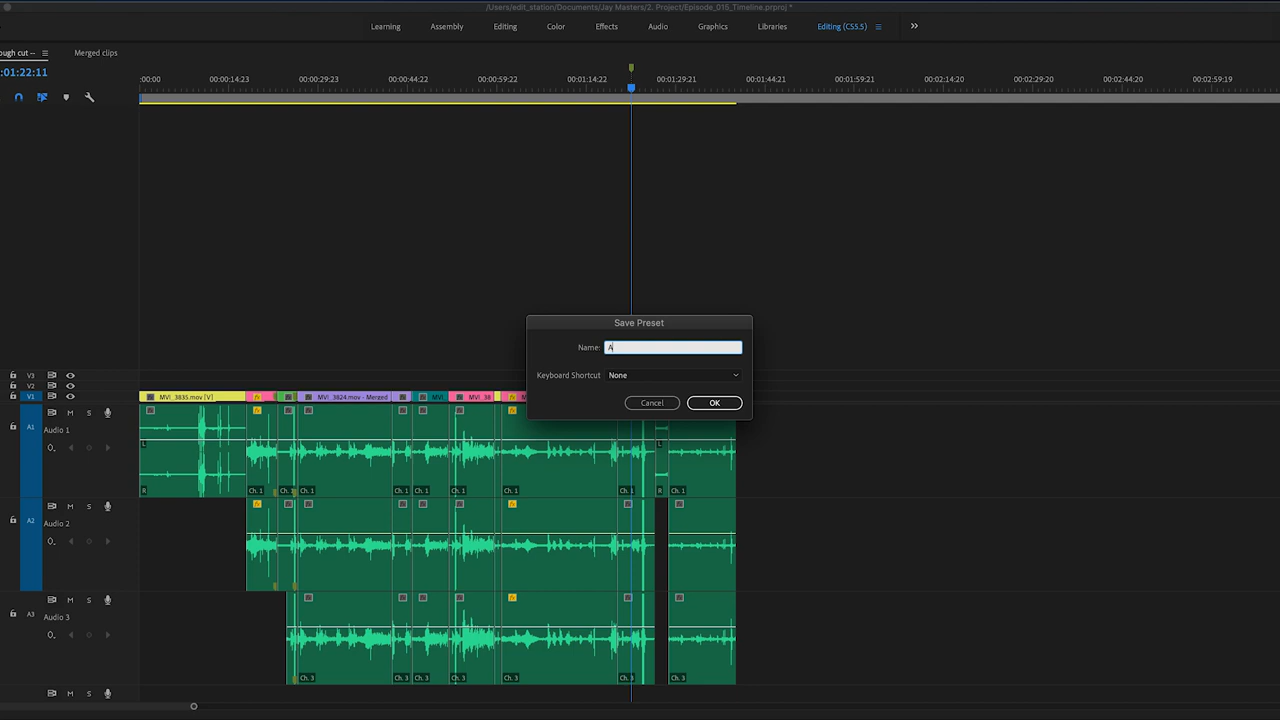 /Users/edit_station/Documents/Jay Masters/2. Project/Episode_015_Timeline.prproj *
Learning Assembly Editing Color Effects Audio Graphics Libraries Editing (CS5.5)
ough cut -- Merged clips
:01:22:11
:00:00 00:00:14:23 00:00:29:23 00:00:44:22 00:00:59:22 00:01:14:22 00:01:29:21 00:01:44:21 00:01:59:21 00:02:14:20 00:02:29:20 00:02:44:20 00:02:59:19
Save Preset
Name: A
Keyboard Shortcut None
Cancel OK
V3
V2
V1 MVI_3835.mov [V] MVI_3824.mov - Merged MVI MVI_38 M
A1 M S
Audio 1
L L
0.
R Ch. 1 Ch. 1 Ch. 1 Ch. 1 Ch. 1 Ch. 1 Ch. 1 R Ch. 1
A2 M S
Audio 2
0.
M S
A3 Audio 3
0.
Ch. 3 Ch. 3 Ch. 3 Ch. 3 Ch. 3 Ch. 3 Ch. 3
M S